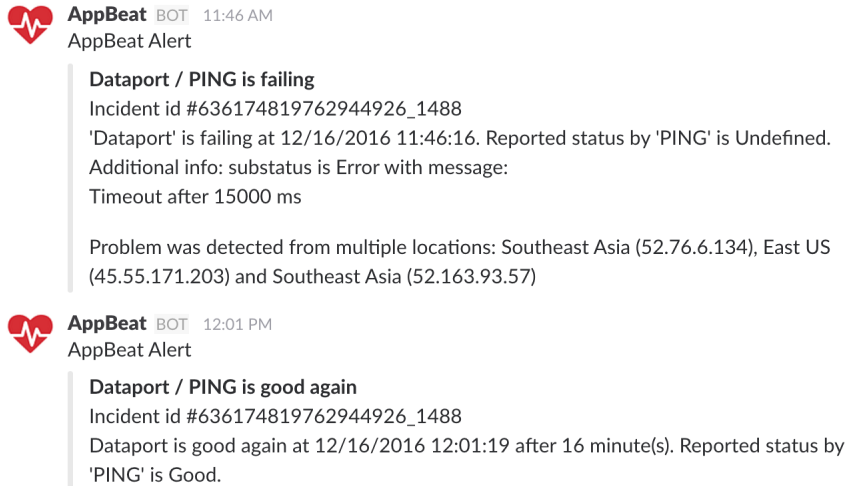 AppBeat BOT 11:46 AM
AppBeat Alert
Dataport / PING is failing
Incident id #636174819762944926_1488
'Dataport' is failing at 12/16/2016 11:46:16. Reported status by 'PING' is Undefined.
Additional info: substatus is Error with message:
Timeout after 15000 ms
Problem was detected from multiple locations: Southeast Asia (52.76.6.134), East US
(45.55.171.203) and Southeast Asia (52.163.93.57)
AppBeat BOT 12:01 PM
AppBeat Alert
Dataport / PING is good again
Incident id #636174819762944926_1488
Dataport is good again at 12/16/2016 12:01:19 after 16 minute(s). Reported status by
'PING' is Good.